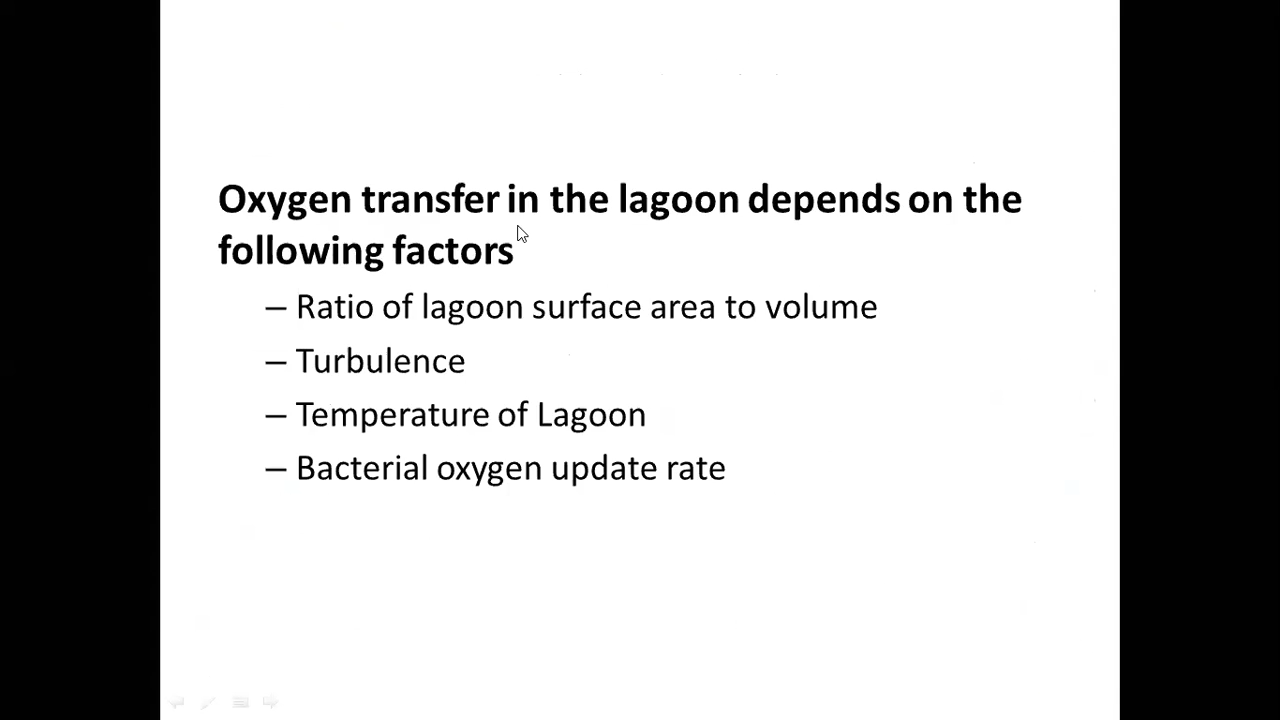 Oxygen transfer in the lagoon depends on the
following factors
– Ratio of lagoon surface area to volume
– Turbulence
– Temperature of Lagoon
– Bacterial oxygen update rate